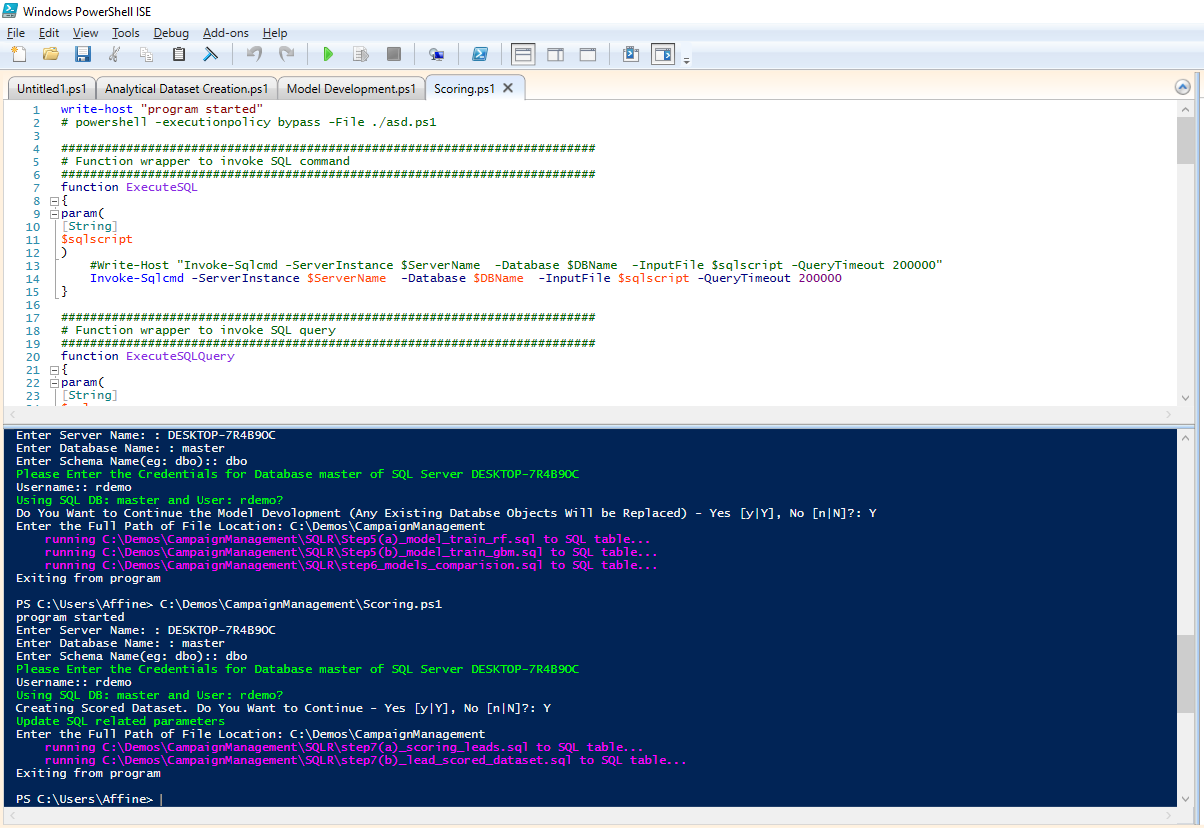 Windows PowerShell ISE
File Edit View Tools Debug Add-ons Help
Untitled1.ps1 Analytical Dataset Creation.ps1 Model Development.ps1 Scoring.ps1
1 write-host "program started"
2 # powershell -executionpolicy bypass -File ./asd.ps1
3
4 ##########################################################################
5 # Function wrapper to invoke SQL command
6 ##########################################################################
7 function ExecuteSQL
8 {
9 param(
10 [String]
11 $sqlscript
12 )
13 #Write-Host "Invoke-Sqlcmd -ServerInstance $ServerName  -Database $DBName  -InputFile $sqlscript -QueryTimeout 200000"
14 Invoke-Sqlcmd -ServerInstance $ServerName  -Database $DBName  -InputFile $sqlscript -QueryTimeout 200000
15 }
16
17 ##########################################################################
18 # Function wrapper to invoke SQL query
19 ##########################################################################
20 function ExecuteSQLQuery
21 {
22 param(
23 [String]
Enter Server Name: : DESKTOP-7R4B9OC
Enter Database Name: : master
Enter Schema Name(eg: dbo):: dbo
Please Enter the Credentials for Database master of SQL Server DESKTOP-7R4B9OC
Username:: rdemo
Using SQL DB: master and User: rdemo?
Do You Want to Continue the Model Devolopment (Any Existing Databse Objects Will be Replaced) - Yes [y|Y], No [n|N]?: Y
Enter the Full Path of File Location: C:\Demos\CampaignManagement
running C:\Demos\CampaignManagement\SQLR\Step5(a)_model_train_rf.sql to SQL table...
running C:\Demos\CampaignManagement\SQLR\Step5(b)_model_train_gbm.sql to SQL table...
running C:\Demos\CampaignManagement\SQLR\step6_models_comparision.sql to SQL table...
Exiting from program
PS C:\Users\Affine> C:\Demos\CampaignManagement\Scoring.ps1
program started
Enter Server Name: : DESKTOP-7R4B9OC
Enter Database Name: : master
Enter Schema Name(eg: dbo):: dbo
Please Enter the Credentials for Database master of SQL Server DESKTOP-7R4B9OC
Username:: rdemo
Using SQL DB: master and User: rdemo?
Creating Scored Dataset. Do You Want to Continue - Yes [y|Y], No [n|N]?: Y
Update SQL related parameters
Enter the Full Path of File Location: C:\Demos\CampaignManagement
running C:\Demos\CampaignManagement\SQLR\step7(a)_scoring_leads.sql to SQL table...
running C:\Demos\CampaignManagement\SQLR\step7(b)_lead_scored_dataset.sql to SQL table...
Exiting from program
PS C:\Users\Affine>